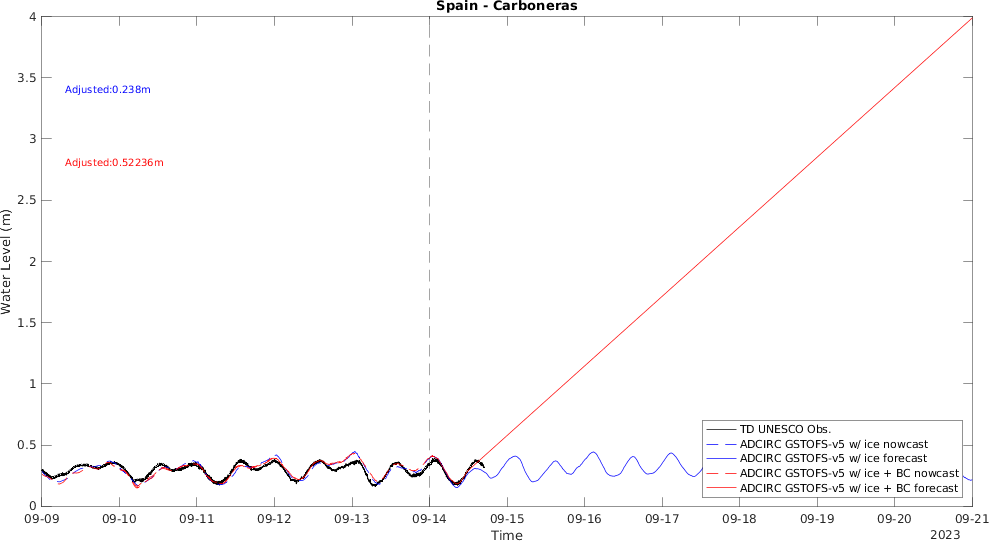 Spain - Carboneras
Water Level (m)
4
3.5
3
2.5
2
1.5
1
0.5
0
Adjusted:0.238m
Adjusted:0.52236m
TD UNESCO Obs.
ADCIRC GSTOFS-v5 w/ ice nowcast
ADCIRC GSTOFS-v5 w/ ice forecast
ADCIRC GSTOFS-v5 w/ ice + BC nowcast
ADCIRC GSTOFS-v5 w/ ice + BC forecast
09-09 09-10 09-11 09-12 09-13 09-14 09-15 09-16 09-17 09-18 09-19 09-20 09-21
Time
2023